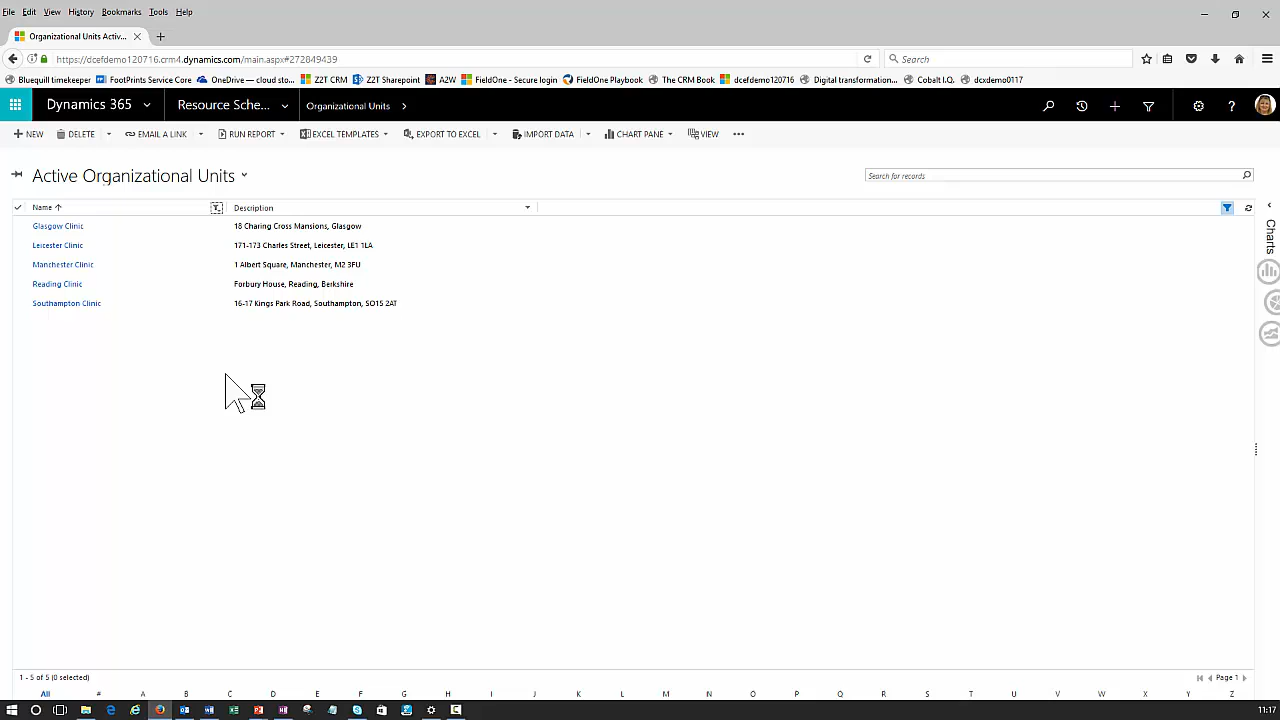 File Edit View History Bookmarks Tools Help
Organizational Units Activ...
https://dcefdemo120716.crm4.dynamics.com/main.aspx#272849439
Search
Bluequill timekeeper FootPrints Service Core OneDrive — cloud sto... ZZT CRM ZZT Sharepoint A2W FieldOne - Secure login FieldOne Playbook The CRM Book dcefdemo120716 Digital transformation... Cobalt I.Q. dcxdemo0117
Dynamics 365 Resource Sche... Organizational Units
NEW DELETE EMAIL A LINK RUN REPORT EXCEL TEMPLATES EXPORT TO EXCEL IMPORT DATA CHART PANE VIEW
Active Organizational Units
Search for records
Name Description
Glasgow Clinic 18 Charing Cross Mansions, Glasgow
Leicester Clinic 171-173 Charles Street, Leicester, LE1 1LA
Manchester Clinic 1 Albert Square, Manchester, M2 3FU
Reading Clinic Forbury House, Reading, Berkshire
Southampton Clinic 16-17 Kings Park Road, Southampton, SO15 2AT
Charts
1 - 5 of 5 (0 selected)
Page 1
All # A B C D E F G H I J K L M N O P Q R S T U V W X Y Z
11:17